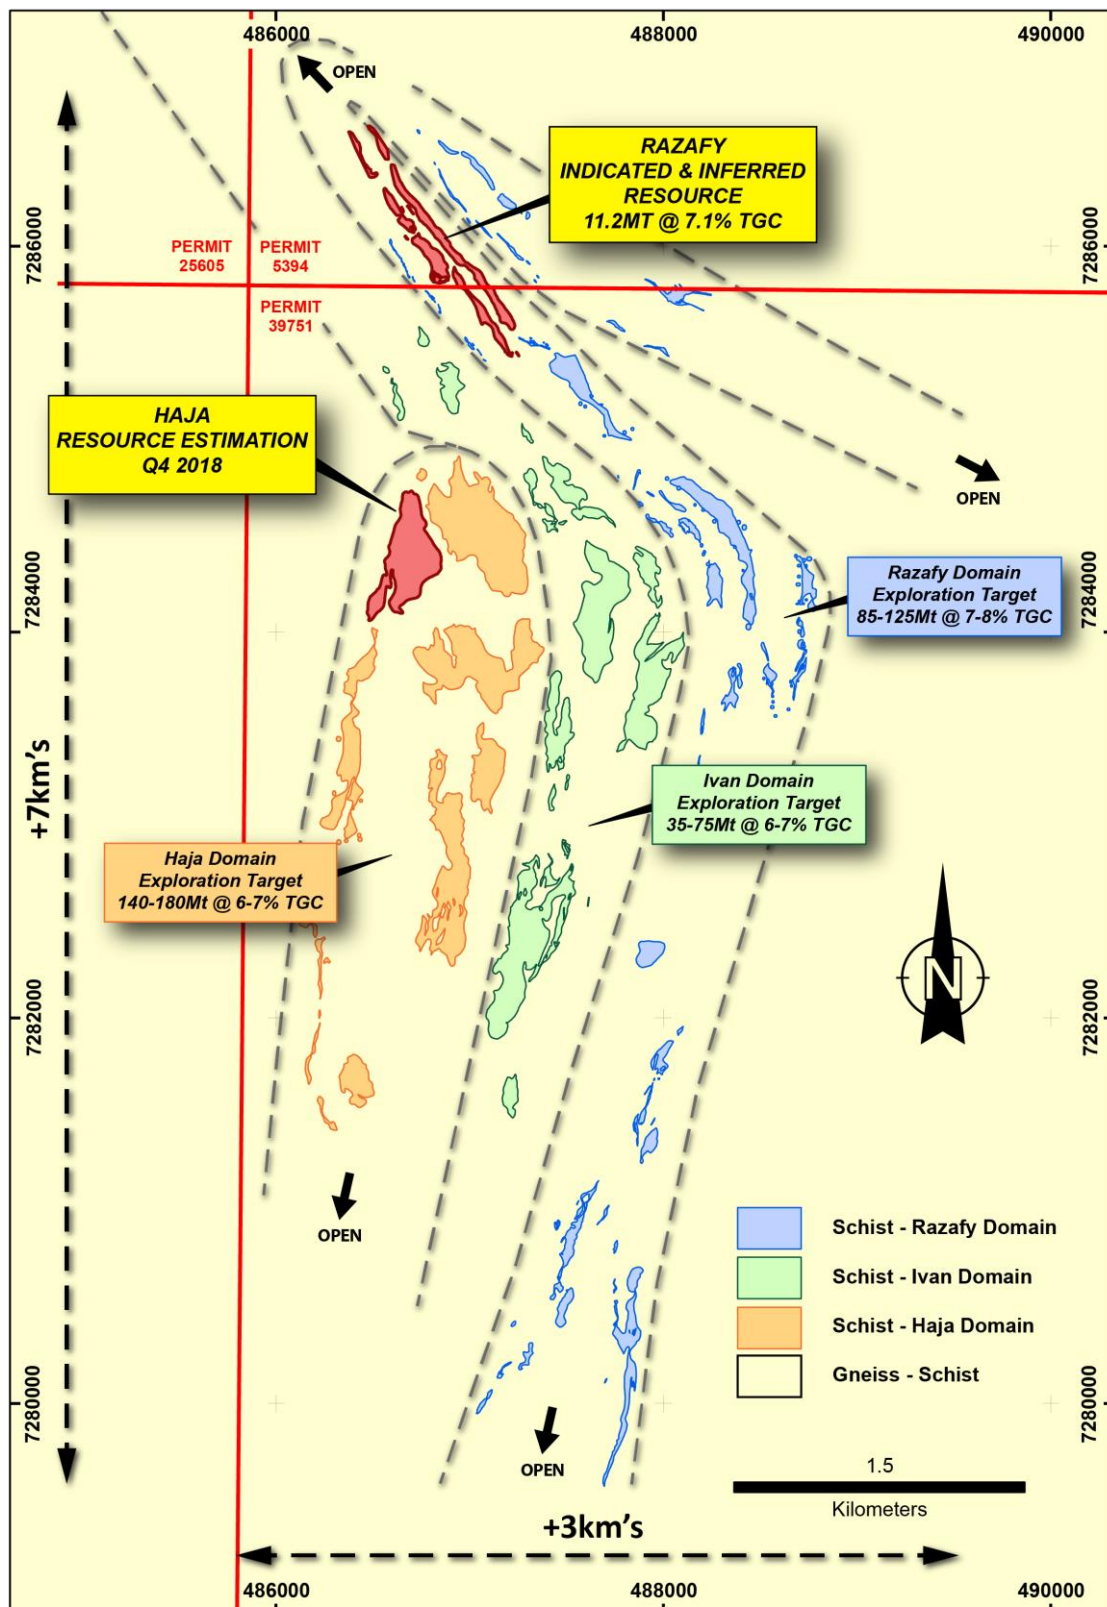 486000
488000
490000
OPEN
RAZAFY
INDICATED & INFERRED
RESOURCE
11.2MT @ 7.1% TGC
7286000
7286000
PERMIT
25605
PERMIT
5394
PERMIT
39751
HAJA
RESOURCE ESTIMATION
Q4 2018
OPEN
7284000
7284000
Razafy Domain
Exploration Target
85-125Mt @ 7-8% TGC
+7km's
Ivan Domain
Exploration Target
35-75Mt @ 6-7% TGC
Haja Domain
Exploration Target
140-180Mt @ 6-7% TGC
N
7282000
7282000
OPEN
Schist - Razafy Domain
Schist - Ivan Domain
Schist - Haja Domain
Gneiss - Schist
7280000
7280000
OPEN
1.5
Kilometers
+3km's
486000
488000
490000